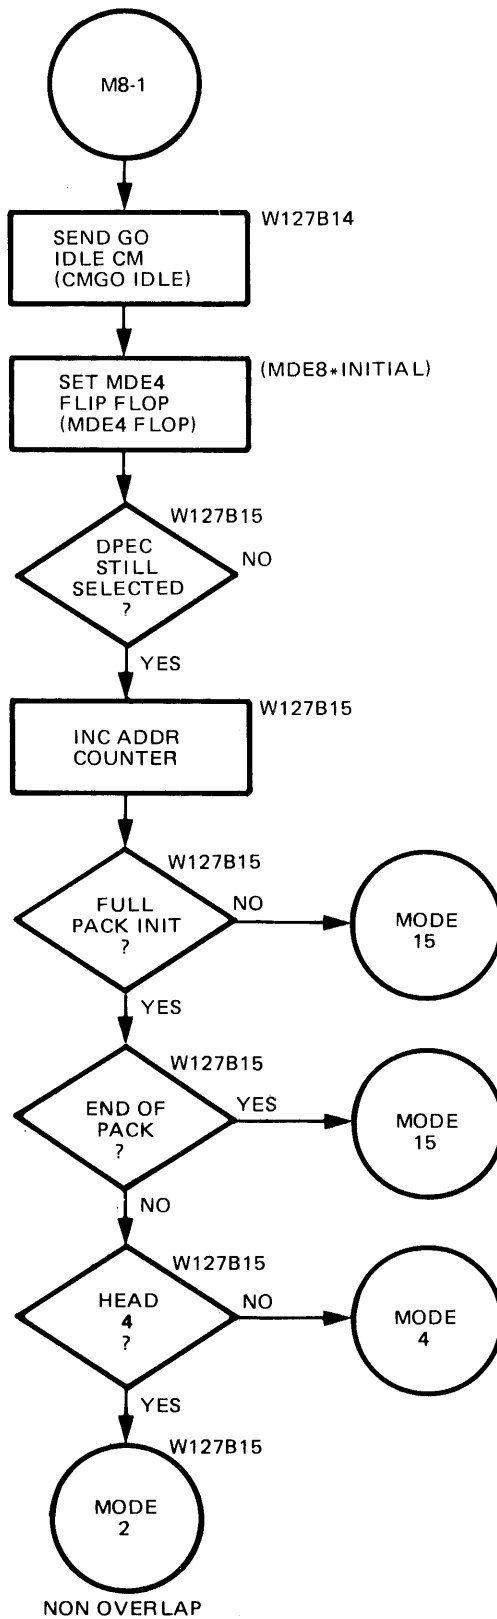 M8-1
W127B14
SEND GO
IDLE CM
(CMGO IDLE)
(MDE8*INITIAL)
SET MDE4
FLIP FLOP
(MDE4 FLOP)
W127B15
DPEC
STILL
SELECTED
?
NO
YES
W127B15
INC ADDR
COUNTER
W127B15
FULL
PACK INIT
?
NO
MODE
15
YES
W127B15
END OF
PACK
?
YES
MODE
15
NO
W127B15
HEAD
4
?
NO
MODE
4
YES
W127B15
MODE
2
NON OVERLAP